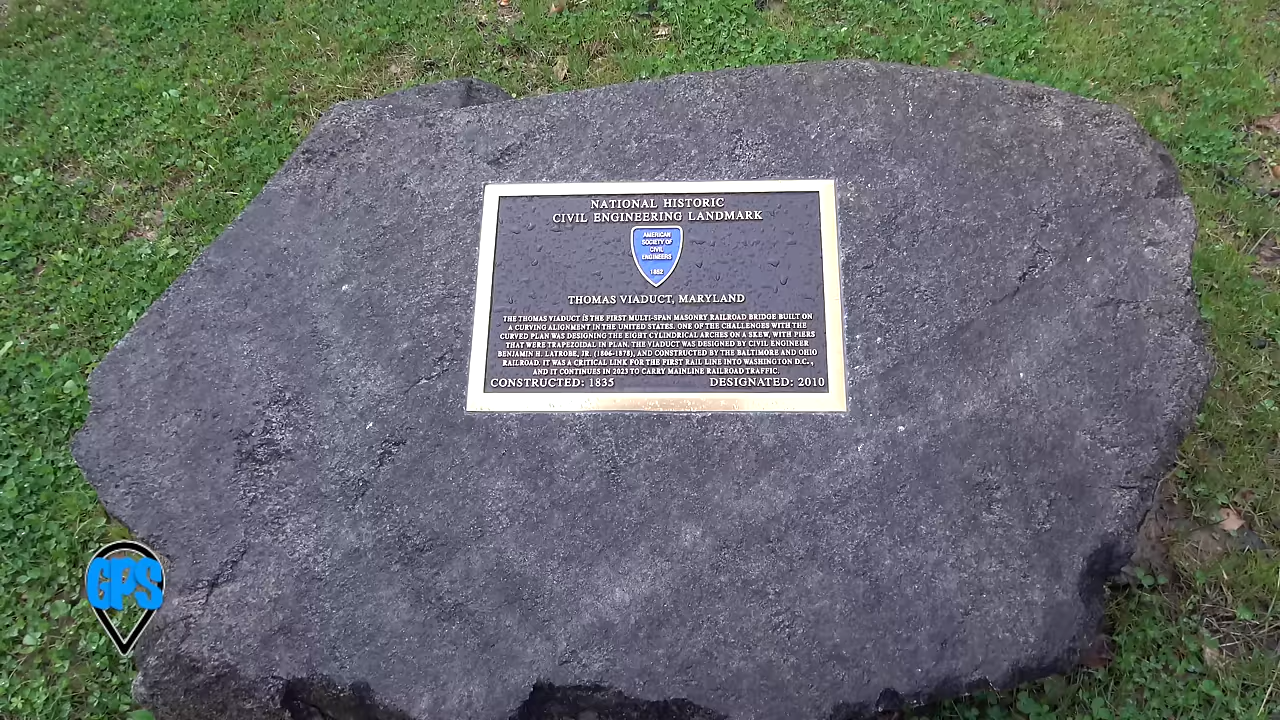 NATIONAL HISTORIC
CIVIL ENGINEERING LANDMARK
AMERICAN
SOCIETY OF
CIVIL
ENGINEERS
1852
THOMAS VIADUCT, MARYLAND
THE THOMAS VIADUCT IS THE FIRST MULTI-SPAN MASONRY RAILROAD BRIDGE BUILT ON
A CURVING ALIGNMENT IN THE UNITED STATES. ONE OF THE CHALLENGES WITH THE
CURVED PLAN WAS DESIGNING THE EIGHT CYLINDRICAL ARCHES ON A SKEW, WITH PIERS
THAT WERE TRAPEZOIDAL IN PLAN. THE VIADUCT WAS DESIGNED BY CIVIL ENGINEER
BENJAMIN H. LATROBE, JR. (1806-1878), AND CONSTRUCTED BY THE BALTIMORE AND OHIO
RAILROAD. IT WAS A CRITICAL LINK FOR THE FIRST RAIL LINE INTO WASHINGTON D.C.,
AND IT CONTINUES IN 2023 TO CARRY MAINLINE RAILROAD TRAFFIC.
CONSTRUCTED: 1835 DESIGNATED: 2010
GPS